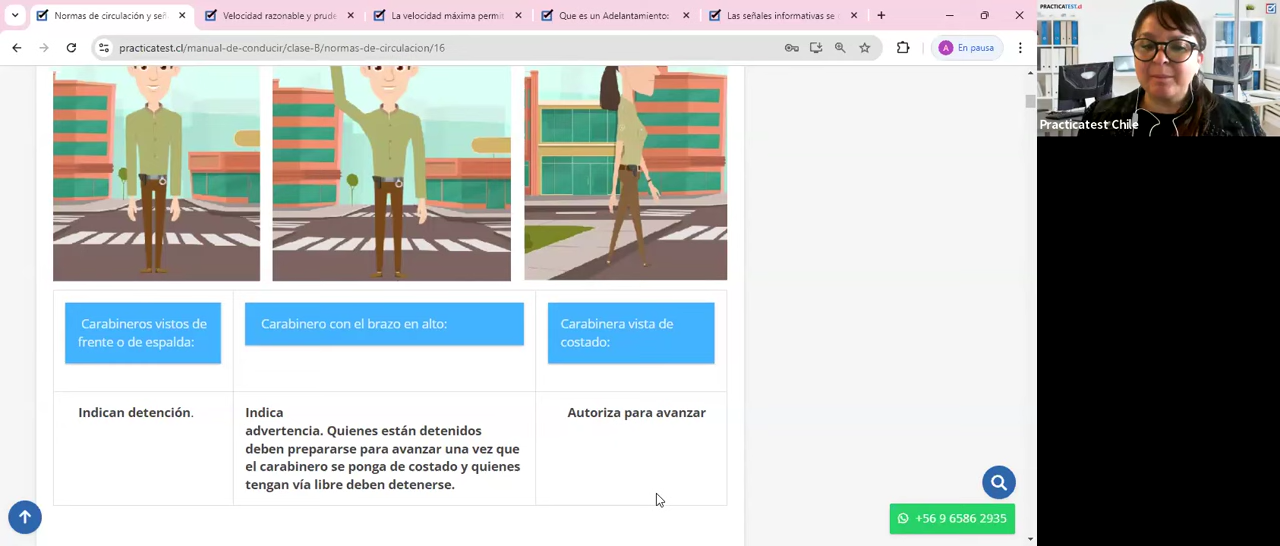 Normas de circulación y señ
Velocidad razonable y prude
La velocidad máxima permit
Que es un Adelantamiento:
Las señales informativas se
practicatest.cl/manual-de-conducir/clase-B/normas-de-circulacion/16
A
En pausa
PRACTICATEST.cl
Practicatest Chile
Carabineros vistos de
frente o de espalda:
Carabinero con el brazo en alto:
Carabinera vista de
costado:
Indican detención.
Indica
advertencia. Quienes están detenidos
deben prepararse para avanzar una vez que
el carabinero se ponga de costado y quienes
tengan vía libre deben detenerse.
Autoriza para avanzar
+56 9 6586 2935